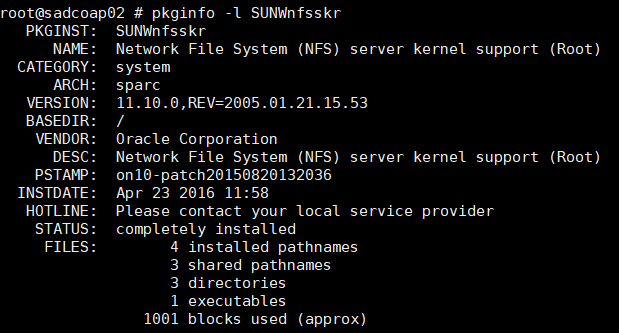 root@sadcoap02 # pkginfo -l SUNWnfsskr
PKGINST: SUNWnfsskr
NAME: Network File System (NFS) server kernel support (Root)
CATEGORY: system
ARCH: sparc
VERSION: 11.10.0,REV=2005.01.21.15.53
BASEDIR: /
VENDOR: Oracle Corporation
DESC: Network File System (NFS) server kernel support (Root)
PSTAMP: on10-patch20150820132036
INSTDATE: Apr 23 2016 11:58
HOTLINE: Please contact your local service provider
STATUS: completely installed
FILES: 4 installed pathnames
3 shared pathnames
3 directories
1 executables
1001 blocks used (approx)